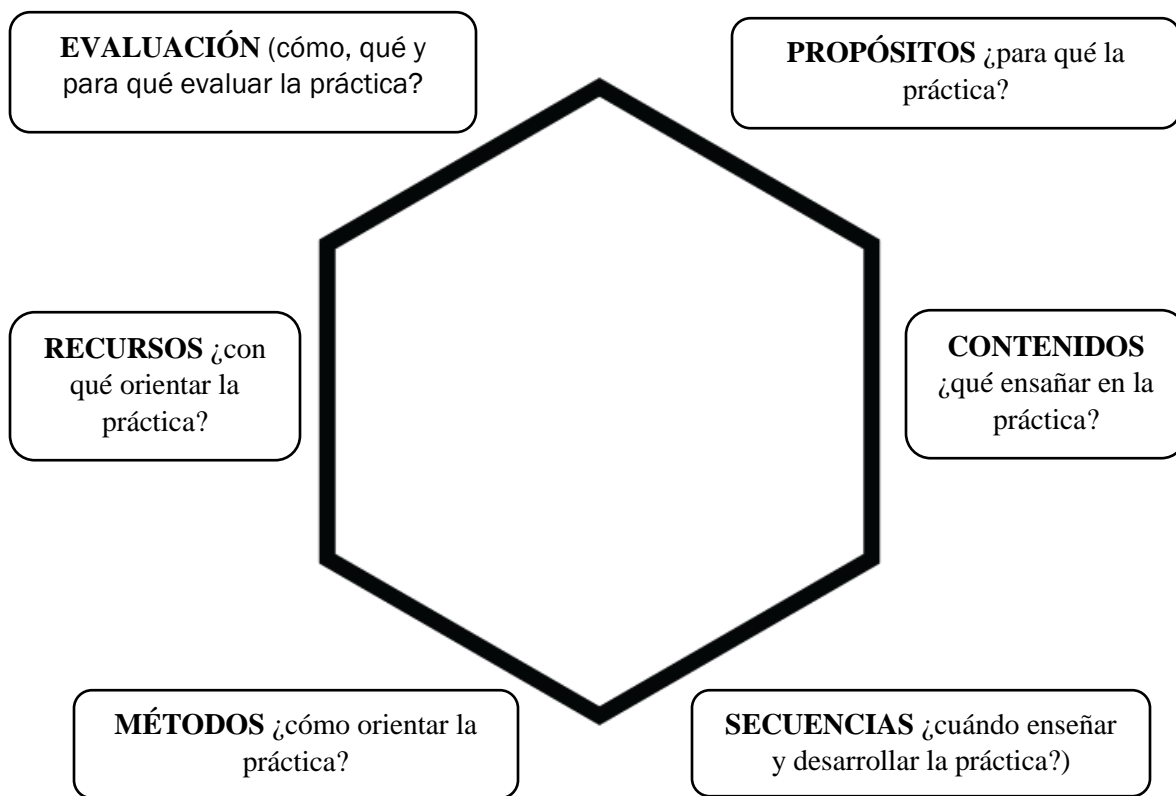 EVALUACIÓN (cómo, qué y
para qué evaluar la práctica?
PROPÓSITOS ¿para qué la
práctica?
RECURSOS ¿con
qué orientar la
práctica?
CONTENIDOS
¿qué ensañar en la
práctica?
MÉTODOS ¿cómo orientar la
práctica?
SECUENCIAS ¿cuándo enseñar
y desarrollar la práctica?)